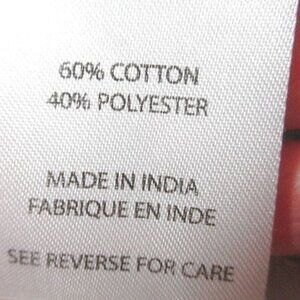 60% COTTON
40% POLYESTER
MADE IN INDIA
FABRIQUE EN INDE
SEE REVERSE FOR CARE